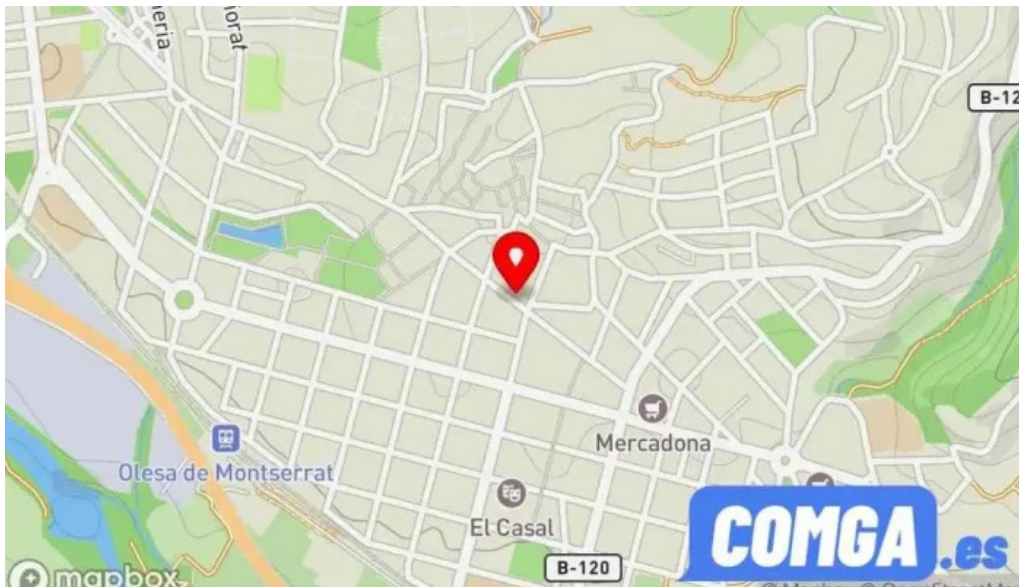 B-12
Mercadona
Olesa de Montserrat
El Casal
B-120
COMGA.es
mapbox